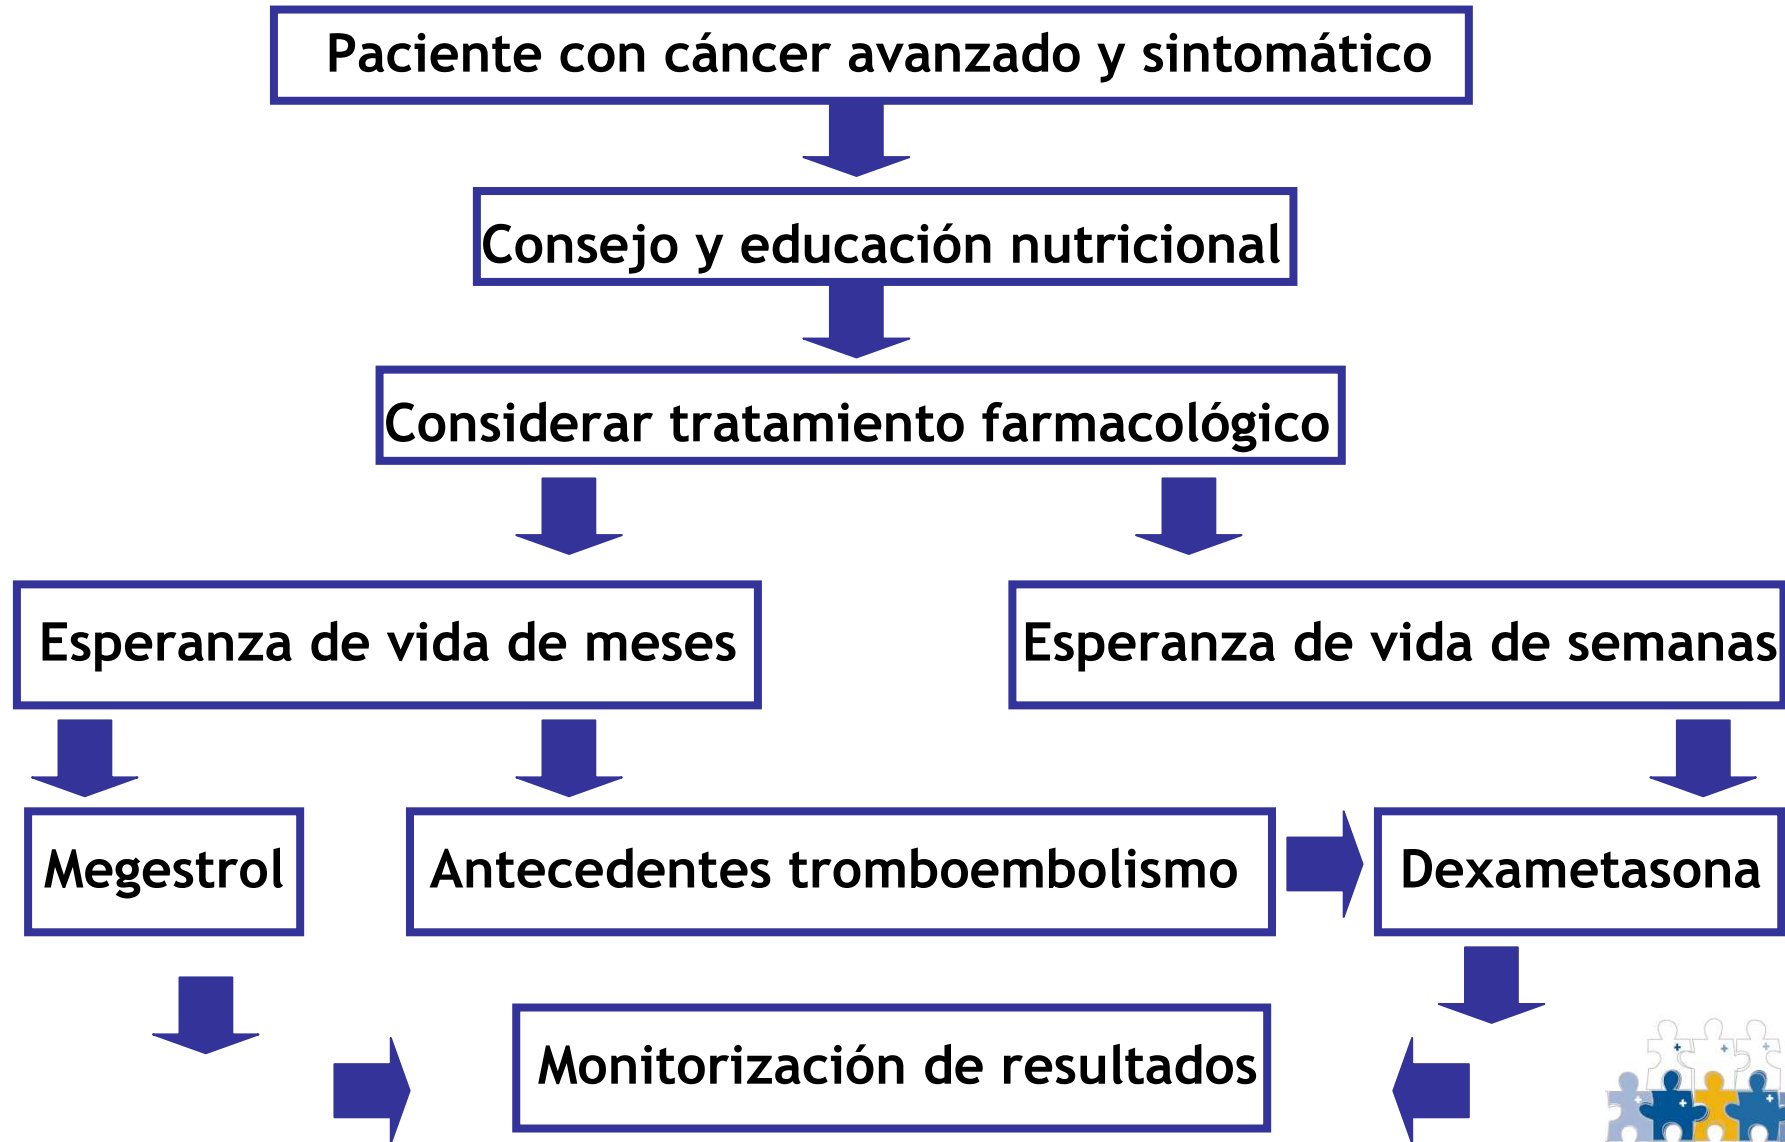 Paciente con cáncer avanzado y sintomático
Consejo y educación nutricional
Considerar tratamiento farmacológico
Esperanza de vida de meses
Esperanza de vida de semanas
Megestrol
Antecedentes tromboembolismo
Dexametasona
Monitorización de resultados